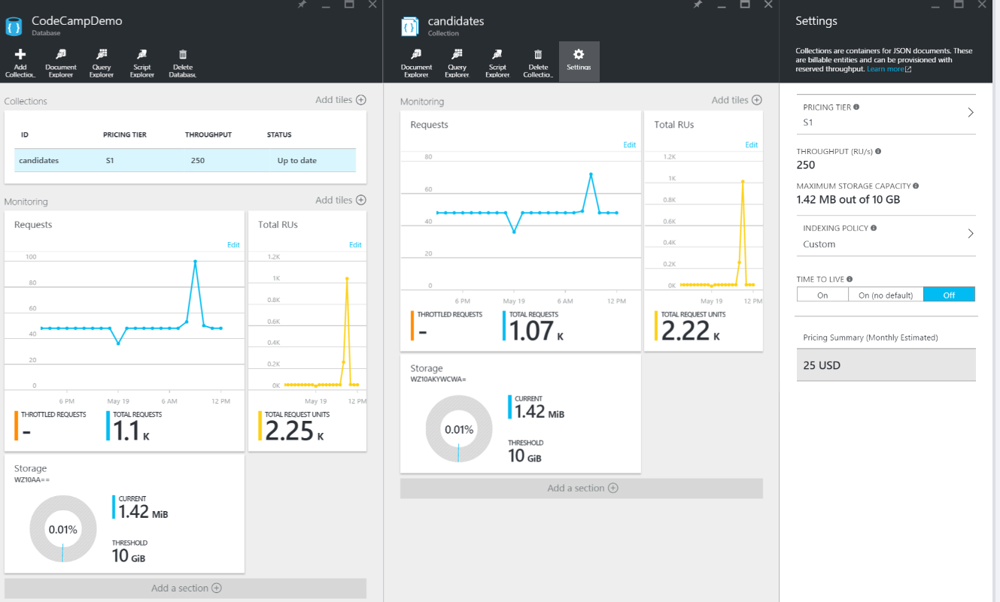 CodeCampDemo
Database
Add
Collectio..
Document
Explorer
Query
Explorer
Script
Explorer
Delete
Databas..
Collections
Add tiles
ID PRICING TIER THROUGHPUT STATUS
candidates S1 250 Up to date
Monitoring
Add tiles
Requests
Edit
100
80
60
40
20
0
6 PM May 19 6 AM 12 PM
THROTTLED REQUESTS
-
TOTAL REQUESTS
1.1 K
Total RUs
Edit
1.2K
1K
0.8K
0.6K
0.4K
0.2K
0K
May 19 12 PM
TOTAL REQUEST UNITS
2.25 K
Storage
WZ10AA==
0.01%
CURRENT
1.42 MiB
THRESHOLD
10 GiB
Add a section
candidates
Collection
Document
Explorer
Query
Explorer
Script
Explorer
Delete
Collectio..
Settings
Monitoring
Add tiles
Requests
Edit
80
60
40
20
0
6 PM May 19 6 AM 12 PM
THROTTLED REQUESTS
-
TOTAL REQUESTS
1.07 K
Total RUs
Edit
1.2K
1K
0.8K
0.6K
0.4K
0.2K
0K
May 19 12 PM
TOTAL REQUEST UNITS
2.22 K
Storage
WZ10AKYWCWA=
0.01%
CURRENT
1.42 MiB
THRESHOLD
10 GiB
Add a section
Settings
Collections are containers for JSON documents. These
are billable entities and can be provisioned with
reserved throughput. Learn more
PRICING TIER
S1
THROUGHPUT (RU/s)
250
MAXIMUM STORAGE CAPACITY
1.42 MB out of 10 GB
INDEXING POLICY
Custom
TIME TO LIVE
On On (no default) Off
Pricing Summary (Monthly Estimated)
25 USD